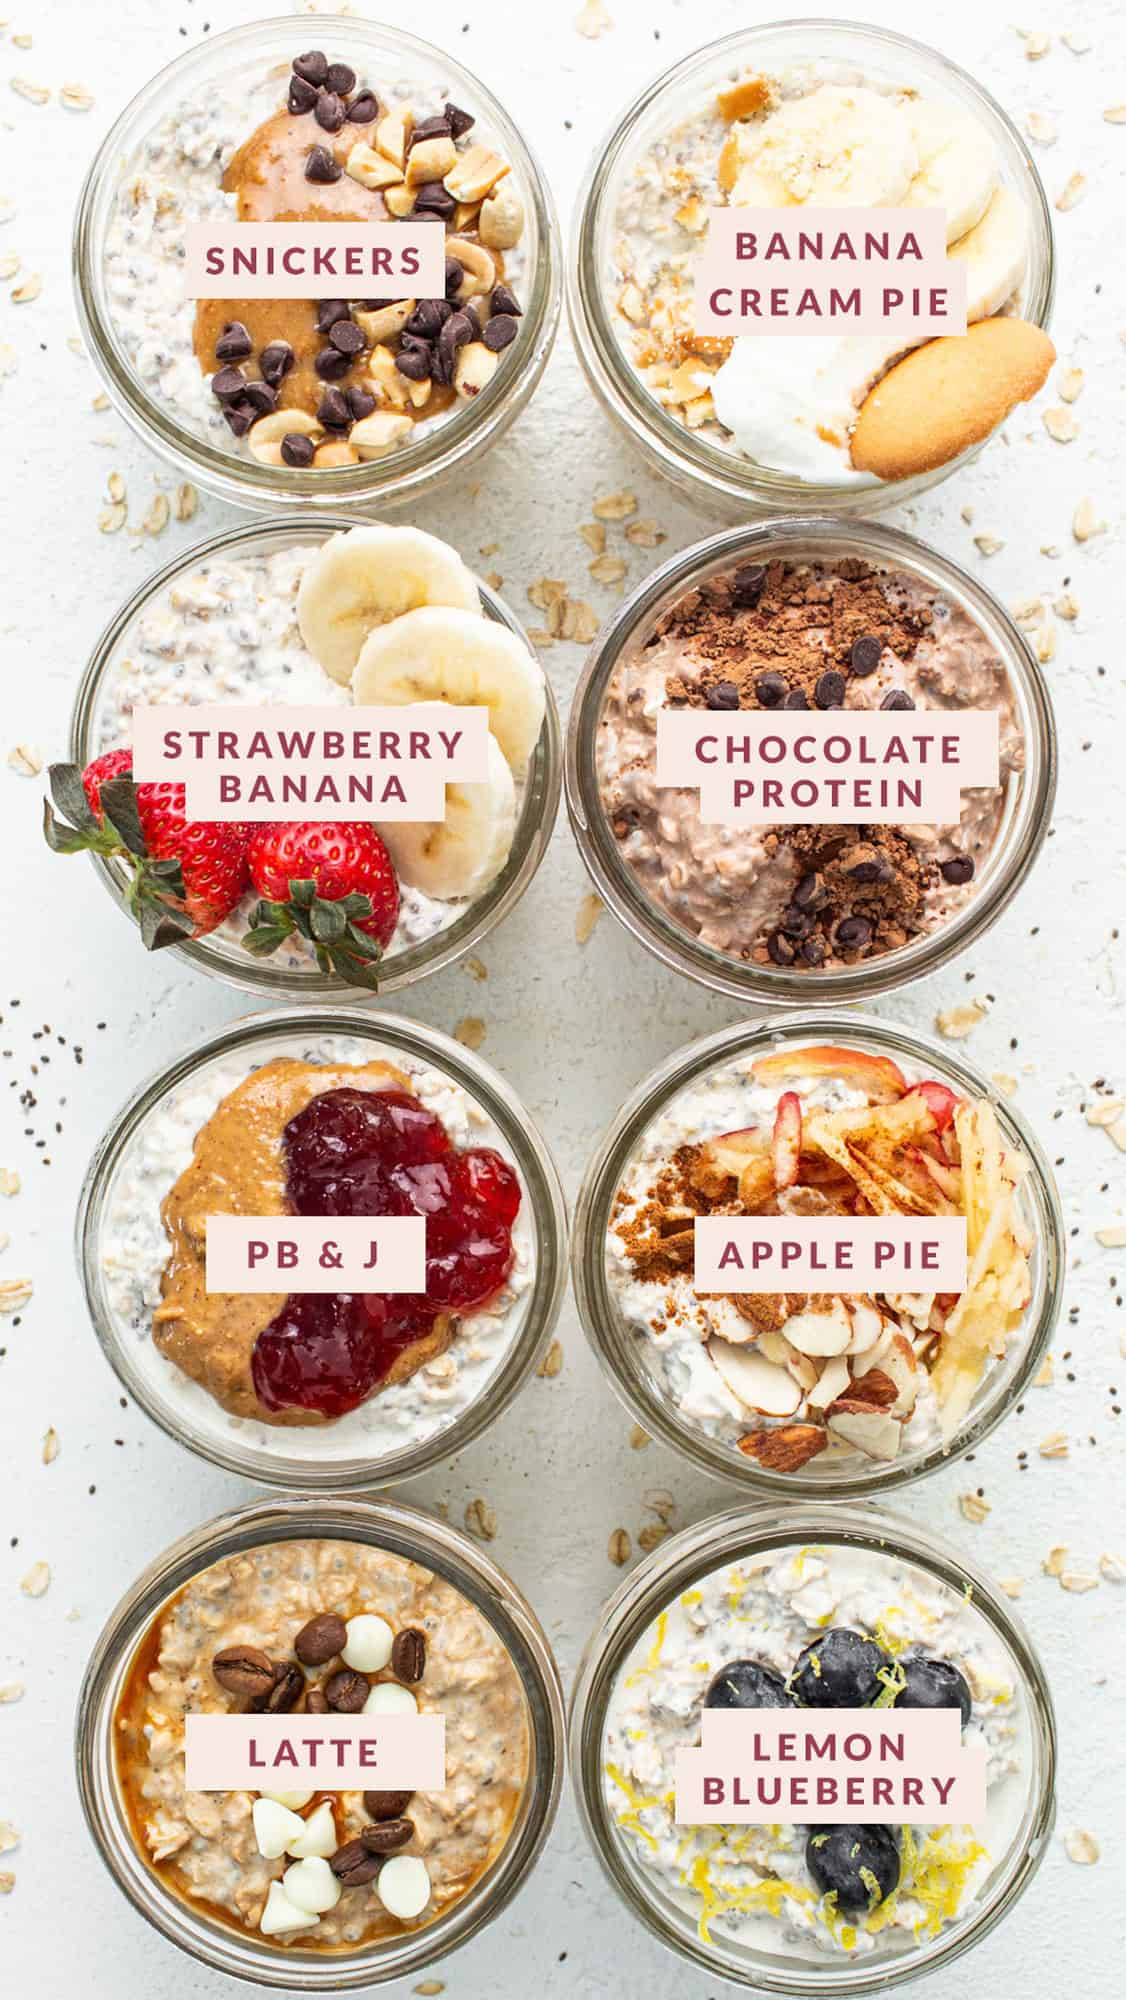 SNICKERS
BANANA
CREAM PIE
STRAWBERRY
BANANA
CHOCOLATE
PROTEIN
PB & J
APPLE PIE
LATTE
LEMON
BLUEBERRY